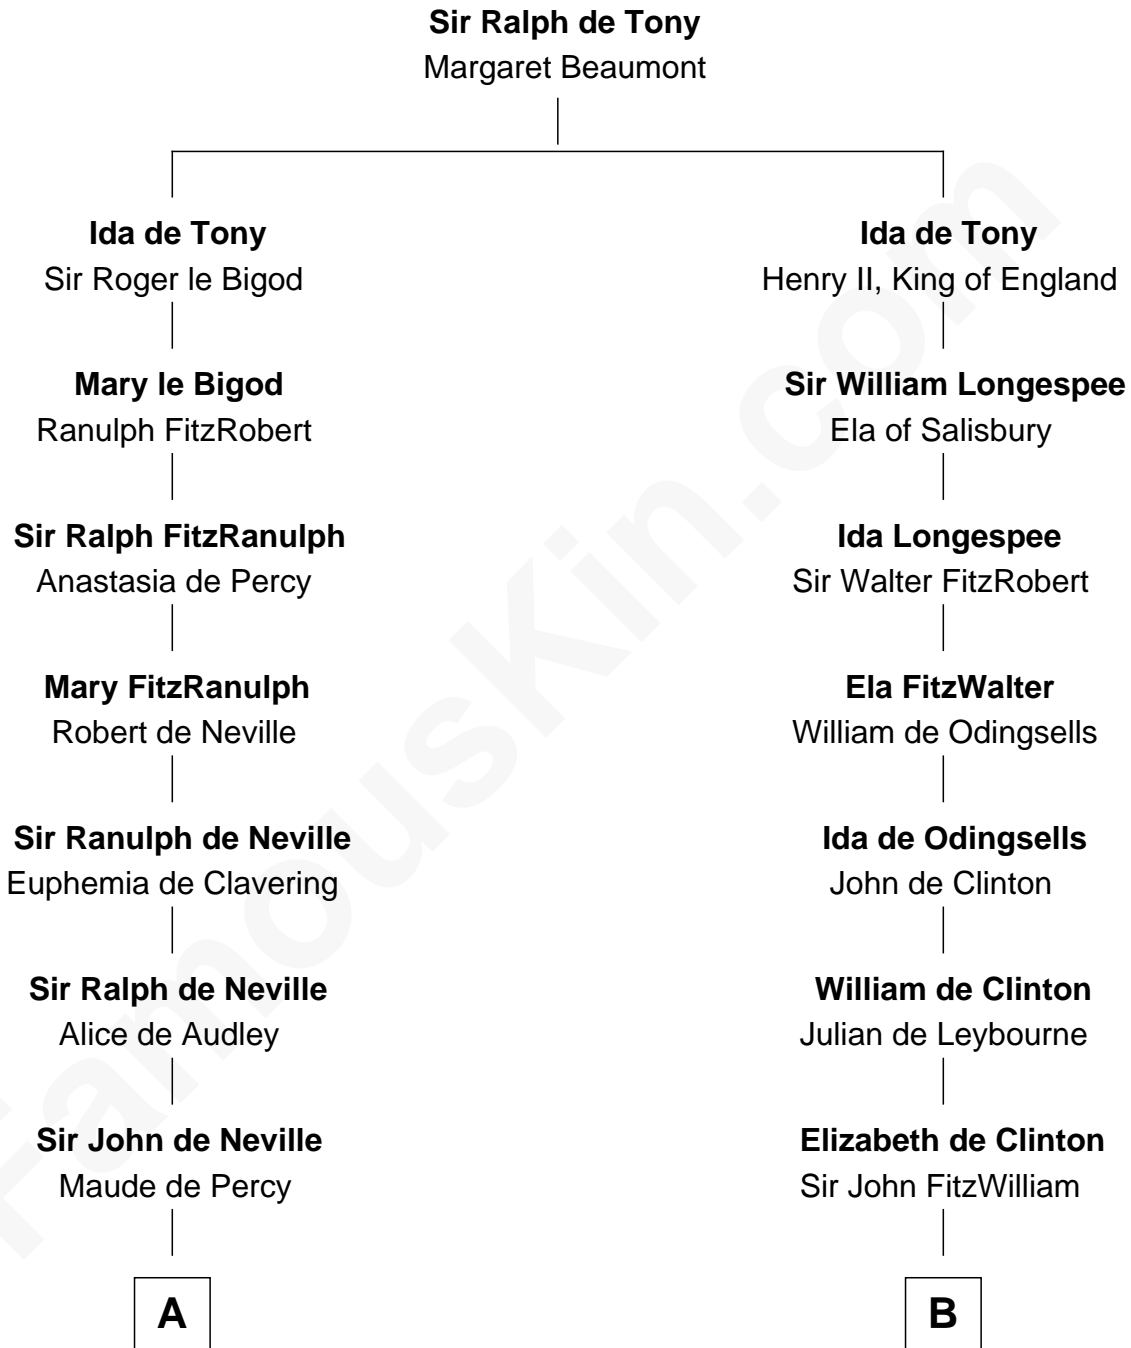 Sir Ralph de Tony
Margaret Beaumont
Ida de Tony
Sir Roger le Bigod
Mary le Bigod
Ranulph FitzRobert
Sir Ralph FitzRanulph
Anastasia de Percy
Mary FitzRanulph
Robert de Neville
Sir Ranulph de Neville
Euphemia de Clavering
Sir Ralph de Neville
Alice de Audley
Sir John de Neville
Maude de Percy
A
Ida de Tony
Henry II, King of England
Sir William Longespee
Ela of Salisbury
Ida Longespee
Sir Walter FitzRobert
Ela FitzWalter
William de Odingsells
Ida de Odingsells
John de Clinton
William de Clinton
Julian de Leybourne
Elizabeth de Clinton
Sir John FitzWilliam
B
FamousKin.com